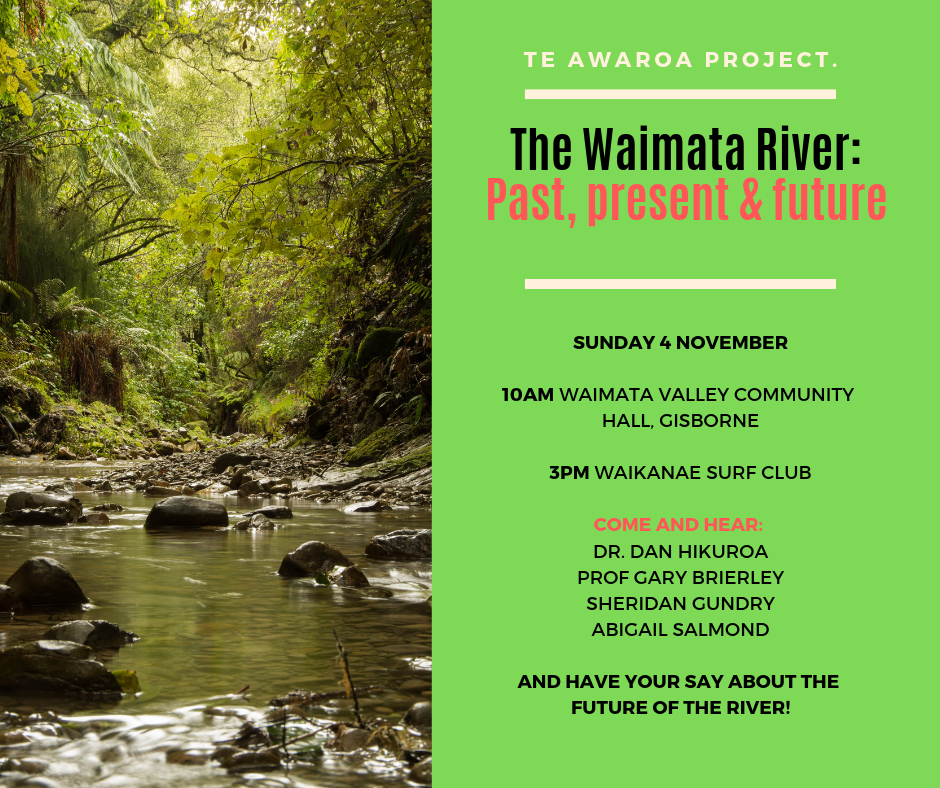 TE AWAROA PROJECT.
The Waimata River:
Past, present & future
SUNDAY 4 NOVEMBER
10AM WAIMATA VALLEY COMMUNITY
HALL, GISBORNE
3PM WAIKANAE SURF CLUB
COME AND HEAR:
DR. DAN HIKUROA
PROF GARY BRIERLEY
SHERIDAN GUNDRY
ABIGAIL SALMOND
AND HAVE YOUR SAY ABOUT THE
FUTURE OF THE RIVER!